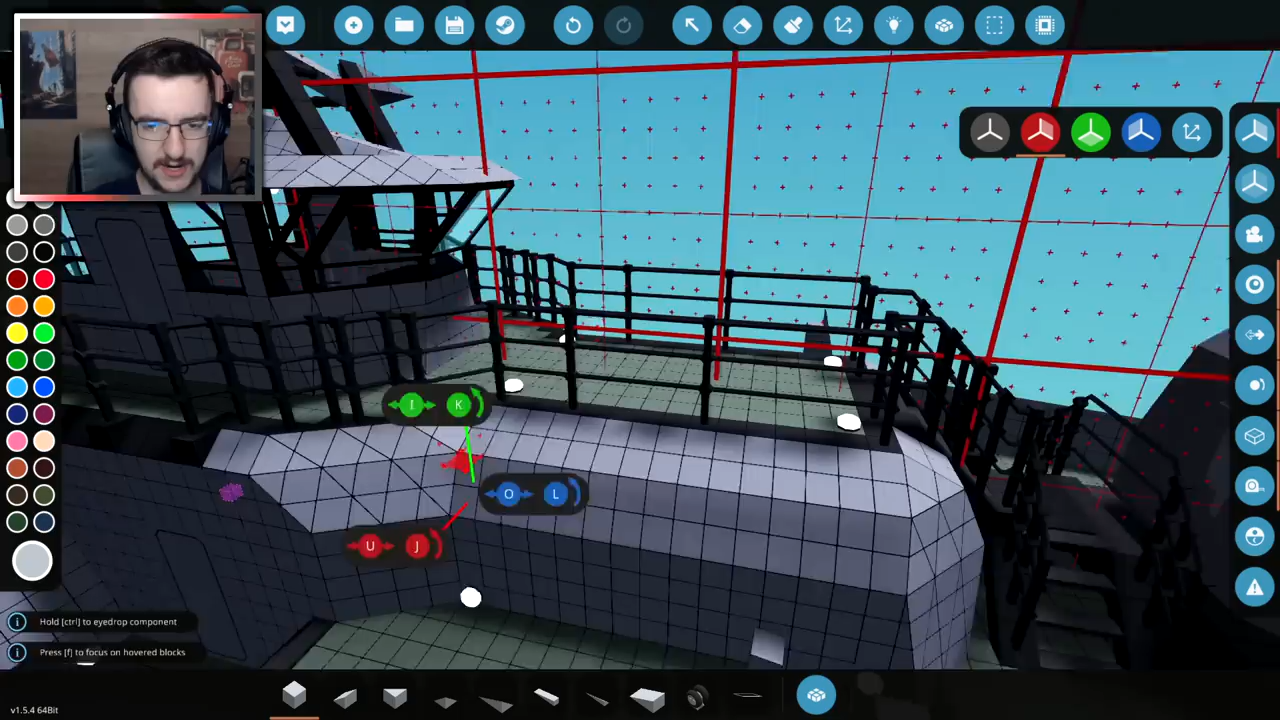 I K
O L
U J
Hold [ctrl] to eyedrop component
Press [f] to focus on hovered blocks
v1.5.4 64Bit